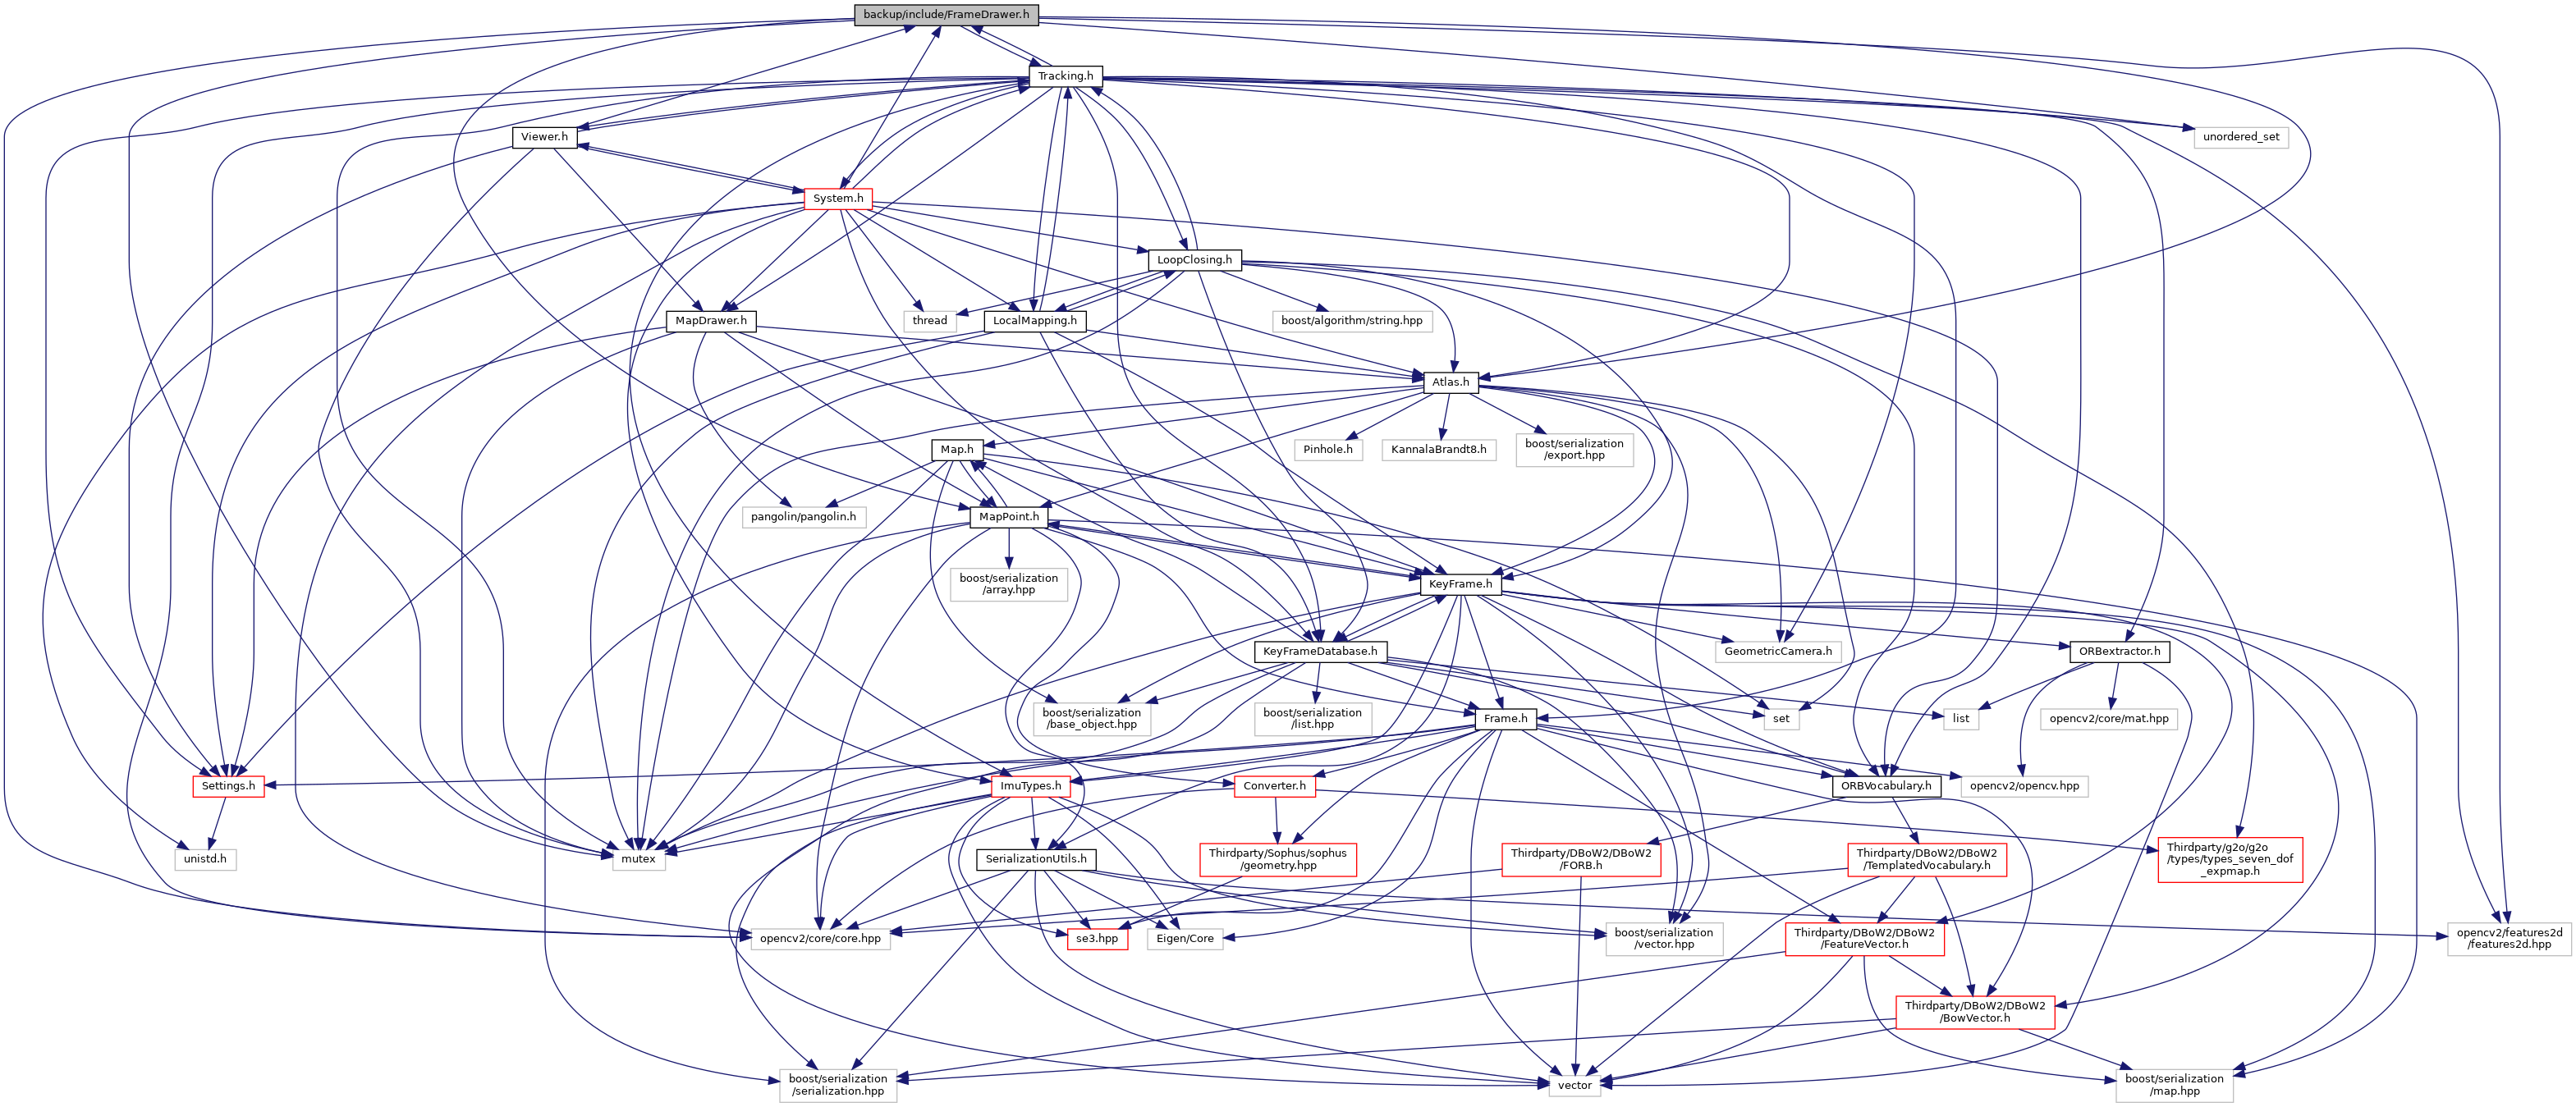 backup/include/FrameDrawer.h
Tracking.h
Viewer.h
unordered_set
System.h
LoopClosing.h
MapDrawer.h
thread
LocalMapping.h
boost/algorithm/string.hpp
Atlas.h
Map.h
Pinhole.h
KannalaBrandt8.h
boost/serialization
/export.hpp
pangolin/pangolin.h
MapPoint.h
boost/serialization
/array.hpp
KeyFrame.h
KeyFrameDatabase.h
GeometricCamera.h
ORBextractor.h
boost/serialization
/base_object.hpp
boost/serialization
/list.hpp
Frame.h
set
list
opencv2/core/mat.hpp
Settings.h
ImuTypes.h
Converter.h
ORBVocabulary.h
opencv2/opencv.hpp
unistd.h
mutex
SerializationUtils.h
Thirdparty/Sophus/sophus
/geometry.hpp
Thirdparty/DBoW2/DBoW2
/FORB.h
Thirdparty/DBoW2/DBoW2
/TemplatedVocabulary.h
Thirdparty/g2o/g2o
/types/types_seven_dof
_expmap.h
opencv2/core/core.hpp
se3.hpp
Eigen/Core
boost/serialization
/vector.hpp
Thirdparty/DBoW2/DBoW2
/FeatureVector.h
opencv2/features2d
/features2d.hpp
Thirdparty/DBoW2/DBoW2
/BowVector.h
boost/serialization
/serialization.hpp
vector
boost/serialization
/map.hpp